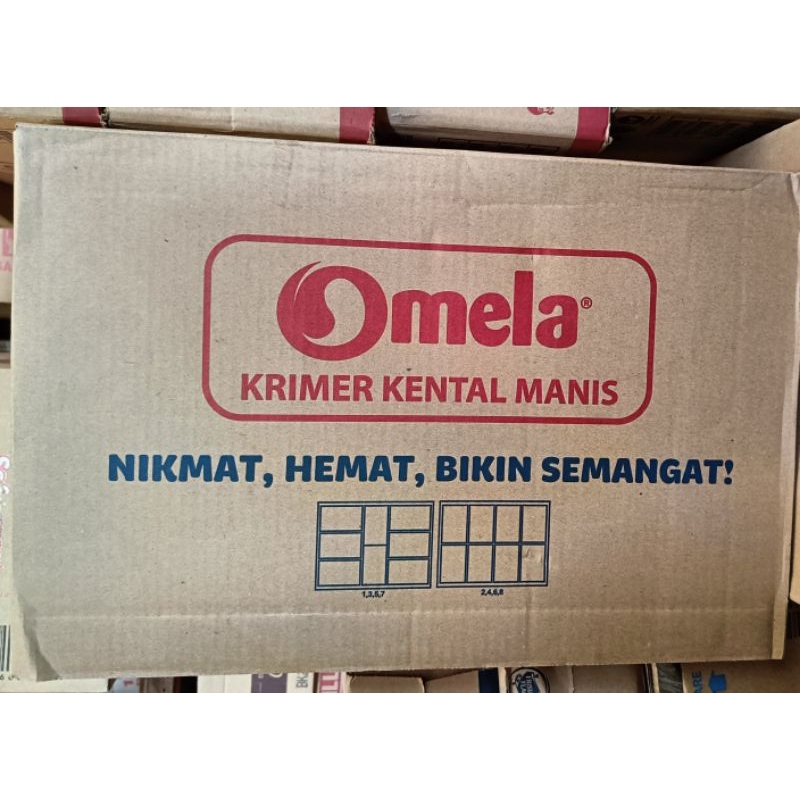 Omela®
KRIMER KENTAL MANIS
NIKMAT, HEMAT, BIKIN SEMANGAT!
1,3,5,7
2,4,6,8